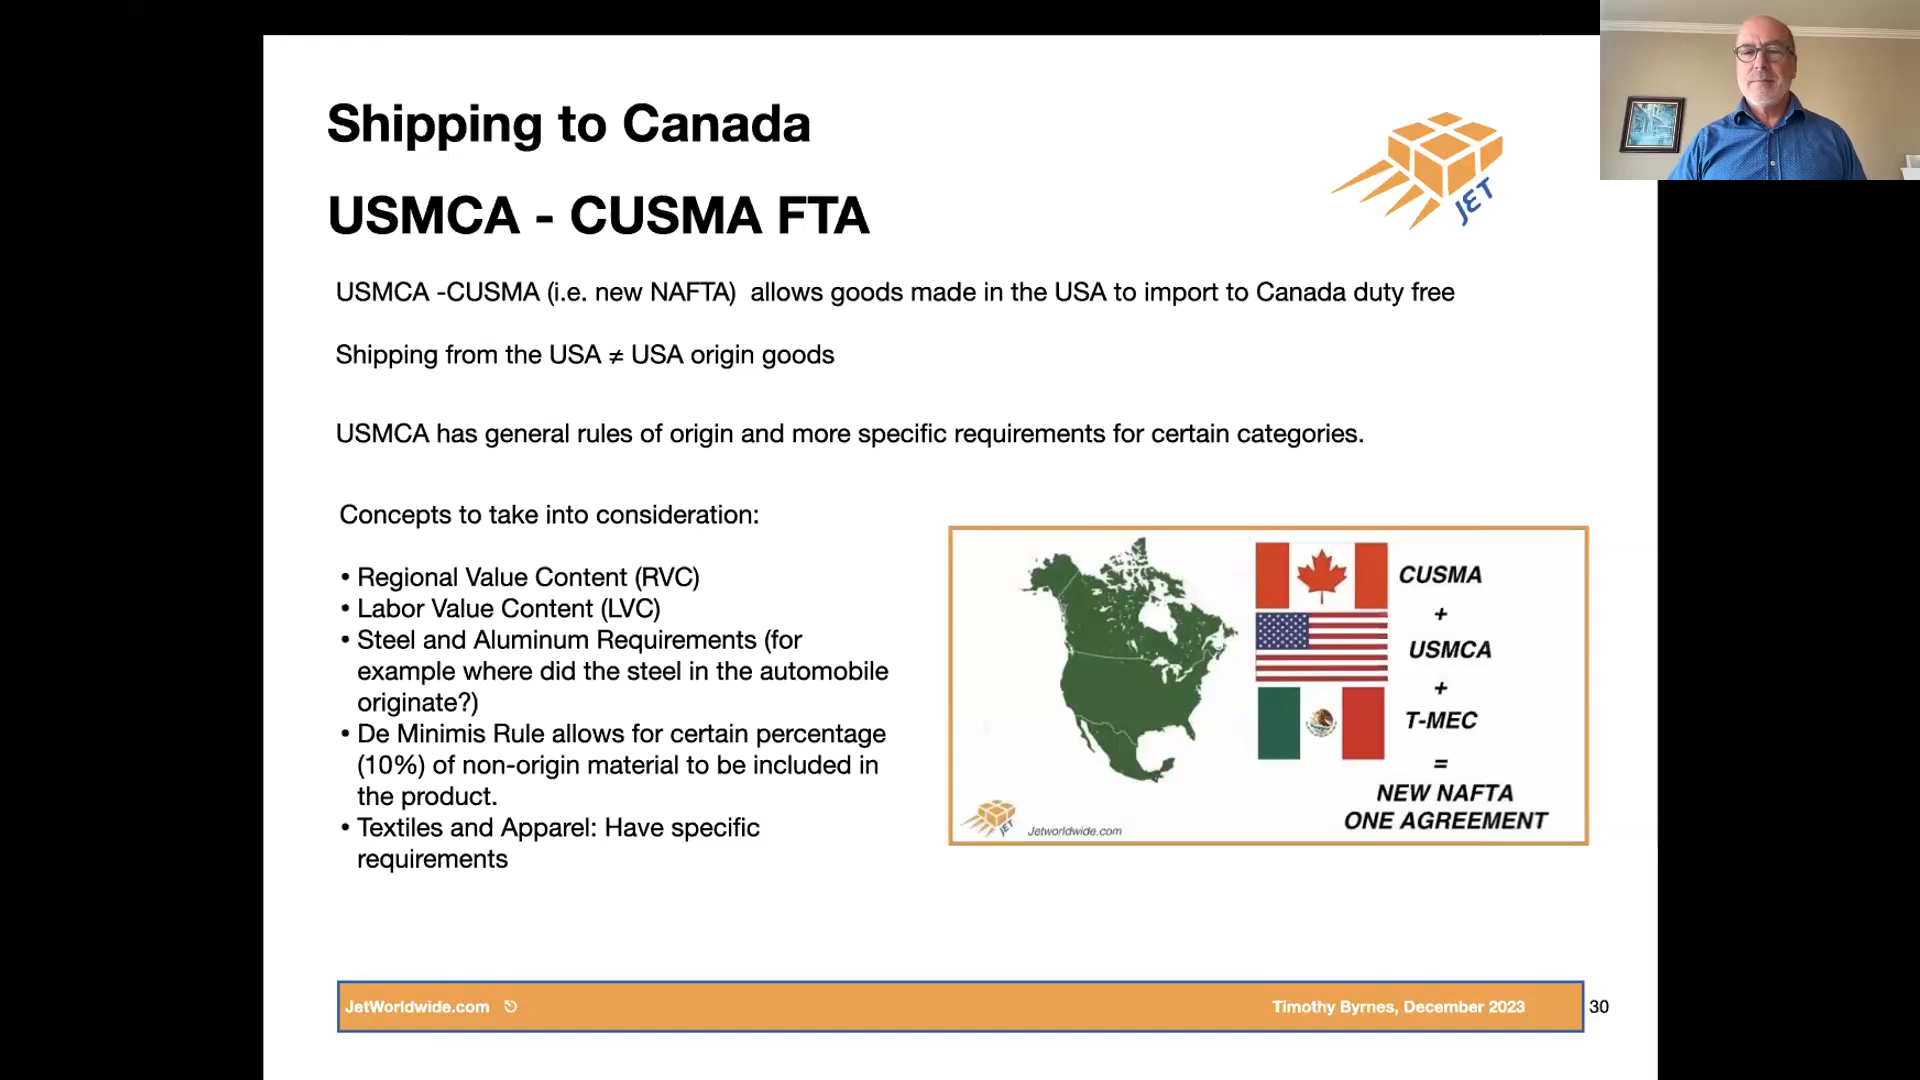 Shipping to Canada
USMCA - CUSMA FTA
JET
USMCA -CUSMA (i.e. new NAFTA) allows goods made in the USA to import to Canada duty free
Shipping from the USA ≠ USA origin goods
USMCA has general rules of origin and more specific requirements for certain categories.
Concepts to take into consideration:
• Regional Value Content (RVC)
• Labor Value Content (LVC)
• Steel and Aluminum Requirements (for
example where did the steel in the automobile
originate?)
• De Minimis Rule allows for certain percentage
(10%) of non-origin material to be included in
the product.
• Textiles and Apparel: Have specific
requirements
CUSMA
+
USMCA
+
T-MEC
=
NEW NAFTA
ONE AGREEMENT
JET
Jetworldwide.com
JetWorldwide.com
Timothy Byrnes, December 2023
30